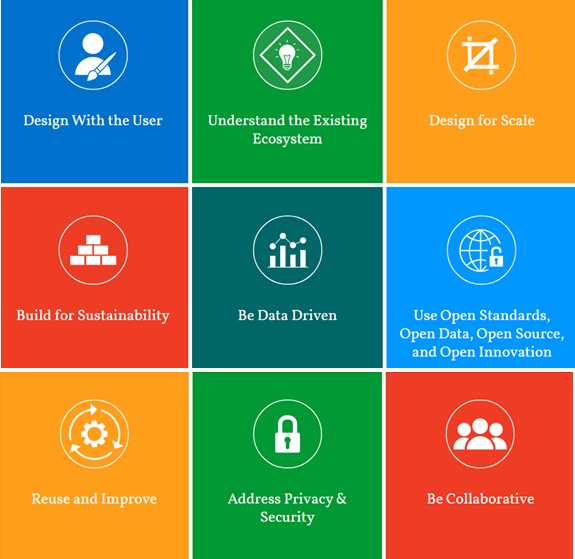 Design With the User
Understand the Existing
Ecosystem
Design for Scale
Build for Sustainability
Be Data Driven
Use Open Standards,
Open Data, Open Source,
and Open Innovation
Reuse and Improve
Address Privacy &
Security
Be Collaborative